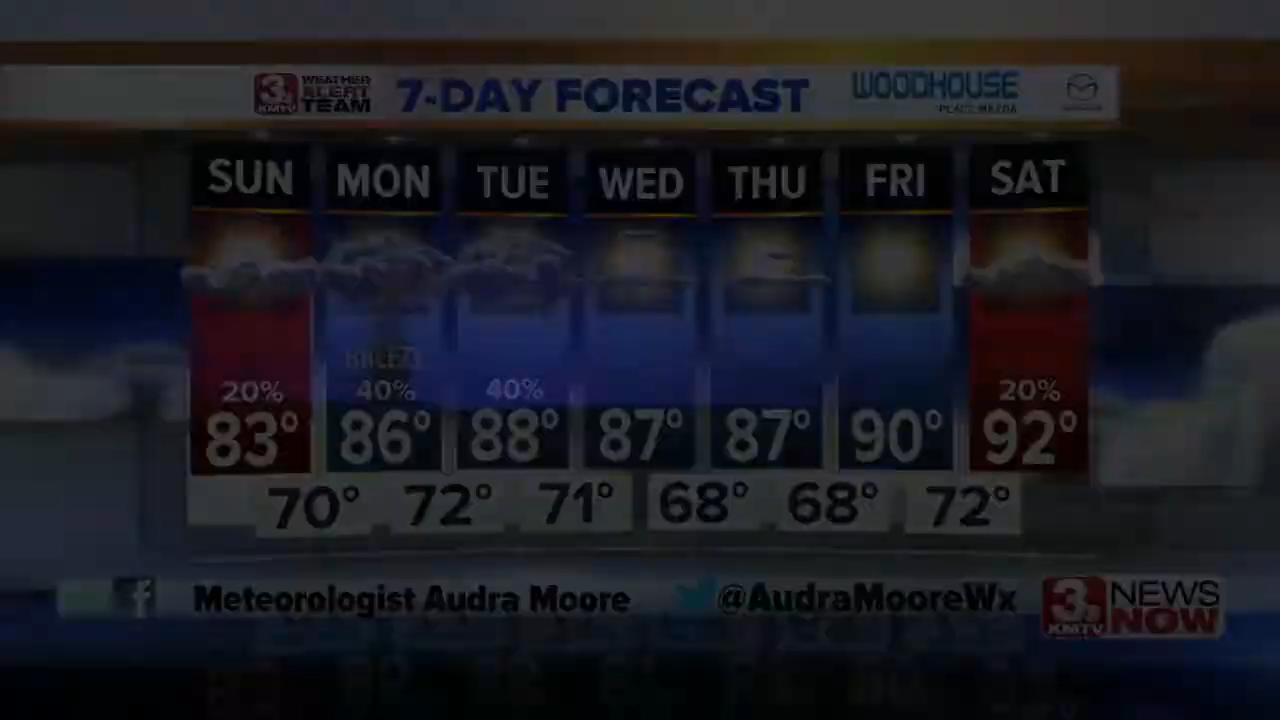 3 KMTV WEATHER ALERT TEAM 7-DAY FORECAST WOODHOUSE PLACE MAZDA
SUN MON TUE WED THU FRI SAT
BREEZY
20% 40% 40% 20%
83° 86° 88° 87° 87° 90° 92°
70° 72° 71° 68° 68° 72°
f Meteorologist Audra Moore @AudraMooreWx 3 KMTV NEWS NOW